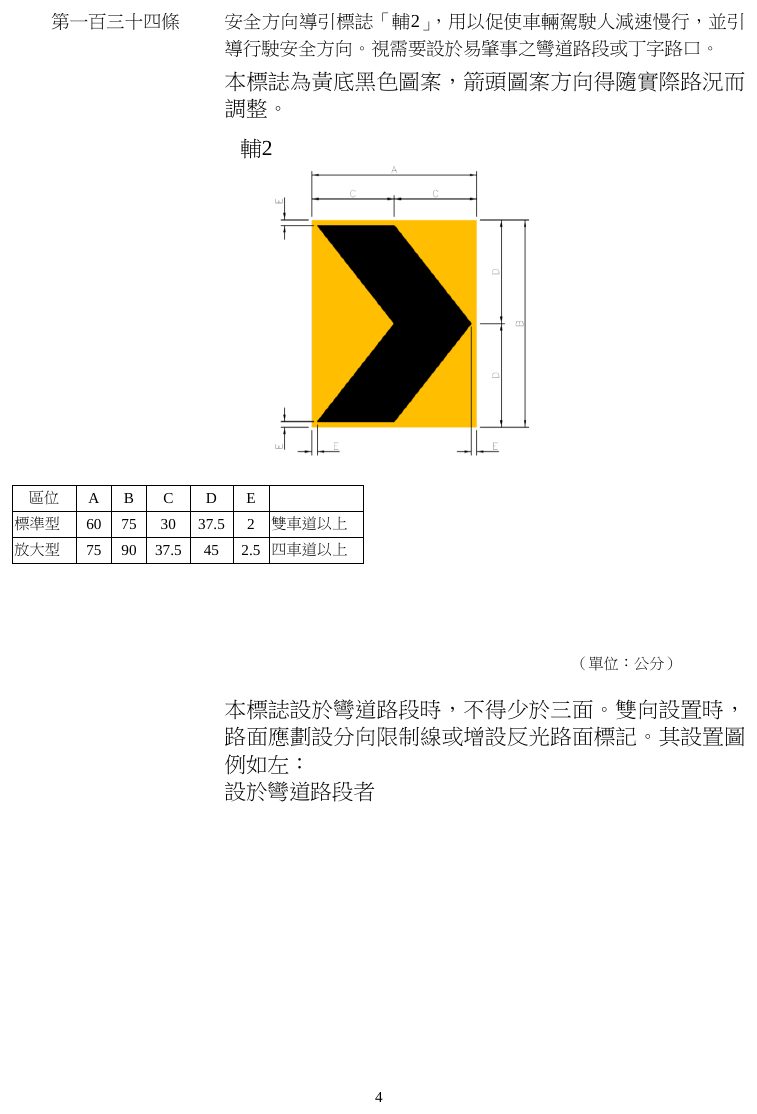 第一百三十四條
安全方向導引標誌「輔2」，用以促使車輛駕駛人減速慢行，並引
導行駛安全方向。視需要設於易肇事之彎道路段或丁字路口。
本標誌為黃底黑色圖案，箭頭圖案方向得隨實際路況而
調整。
輔2
A
C C
E
D
B
D
E
E E
區位 A B C D E
標準型 60 75 30 37.5 2 雙車道以上
放大型 75 90 37.5 45 2.5 四車道以上
（單位：公分）
本標誌設於彎道路段時，不得少於三面。雙向設置時，
路面應劃設分向限制線或增設反光路面標記。其設置圖
例如左：
設於彎道路段者
4